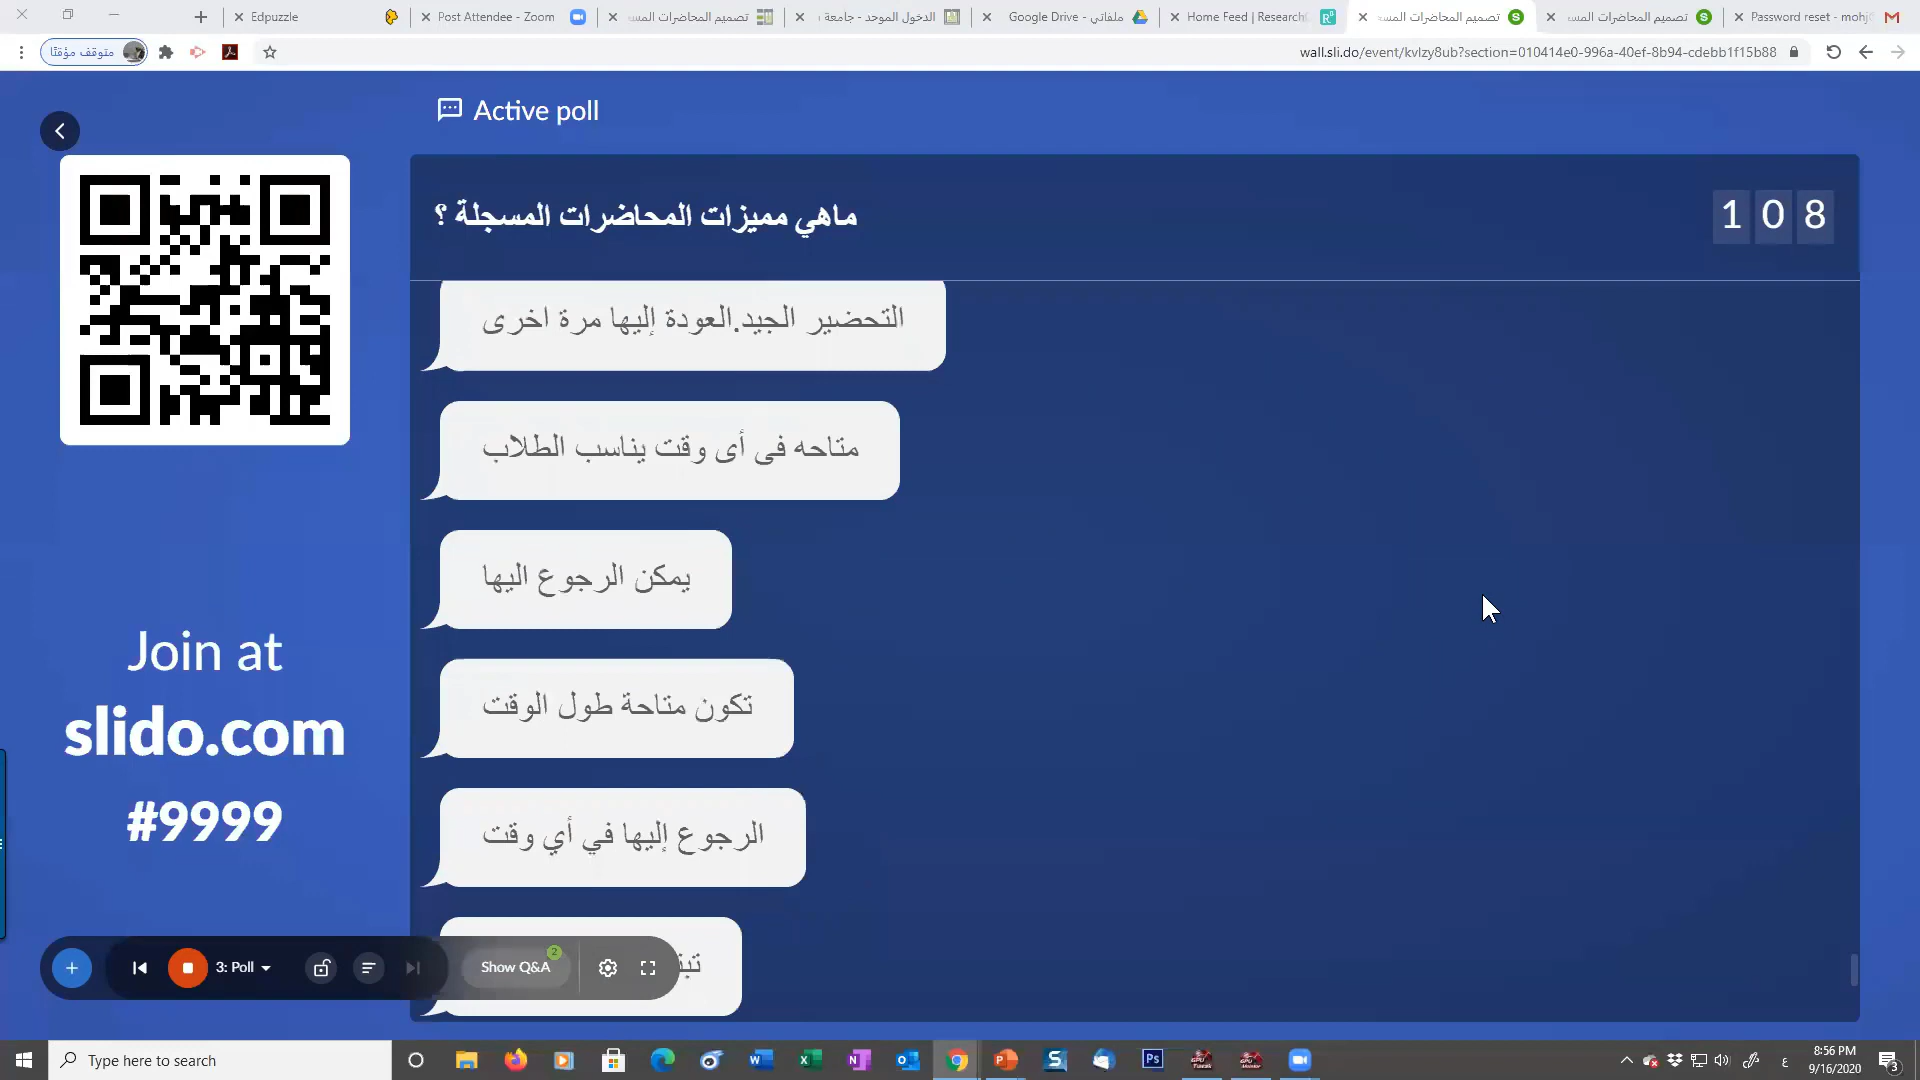 Edpuzzle
Post Attendee - Zoom
تصميم المحاضرات المس
الدخول الموحد - جامعة
ملفاتي - Google Drive
Home Feed | Research
تصميم المحاضرات المس
تصميم المحاضرات المس
Password reset - moh
متوقف مؤقتًا
wall.sli.do/event/kvlzy8ub?section=010414e0-996a-40ef-8b94-cdebb1f15b88
Active poll
ماهي مميزات المحاضرات المسجلة ؟
108
التحضير الجيد.العودة إليها مرة اخرى
متاحه فى أى وقت يناسب الطلاب
يمكن الرجوع اليها
تكون متاحة طول الوقت
الرجوع إليها في أي وقت
Join at
slido.com
#9999
3: Poll
Show Q&A
2
Type here to search
8:56 PM
9/16/2020
3